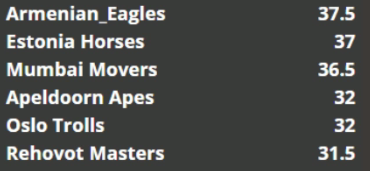 Armenian_Eagles 37.5
Estonia Horses 37
Mumbai Movers 36.5
Apeldoorn Apes 32
Oslo Trolls 32
Rehovot Masters 31.5